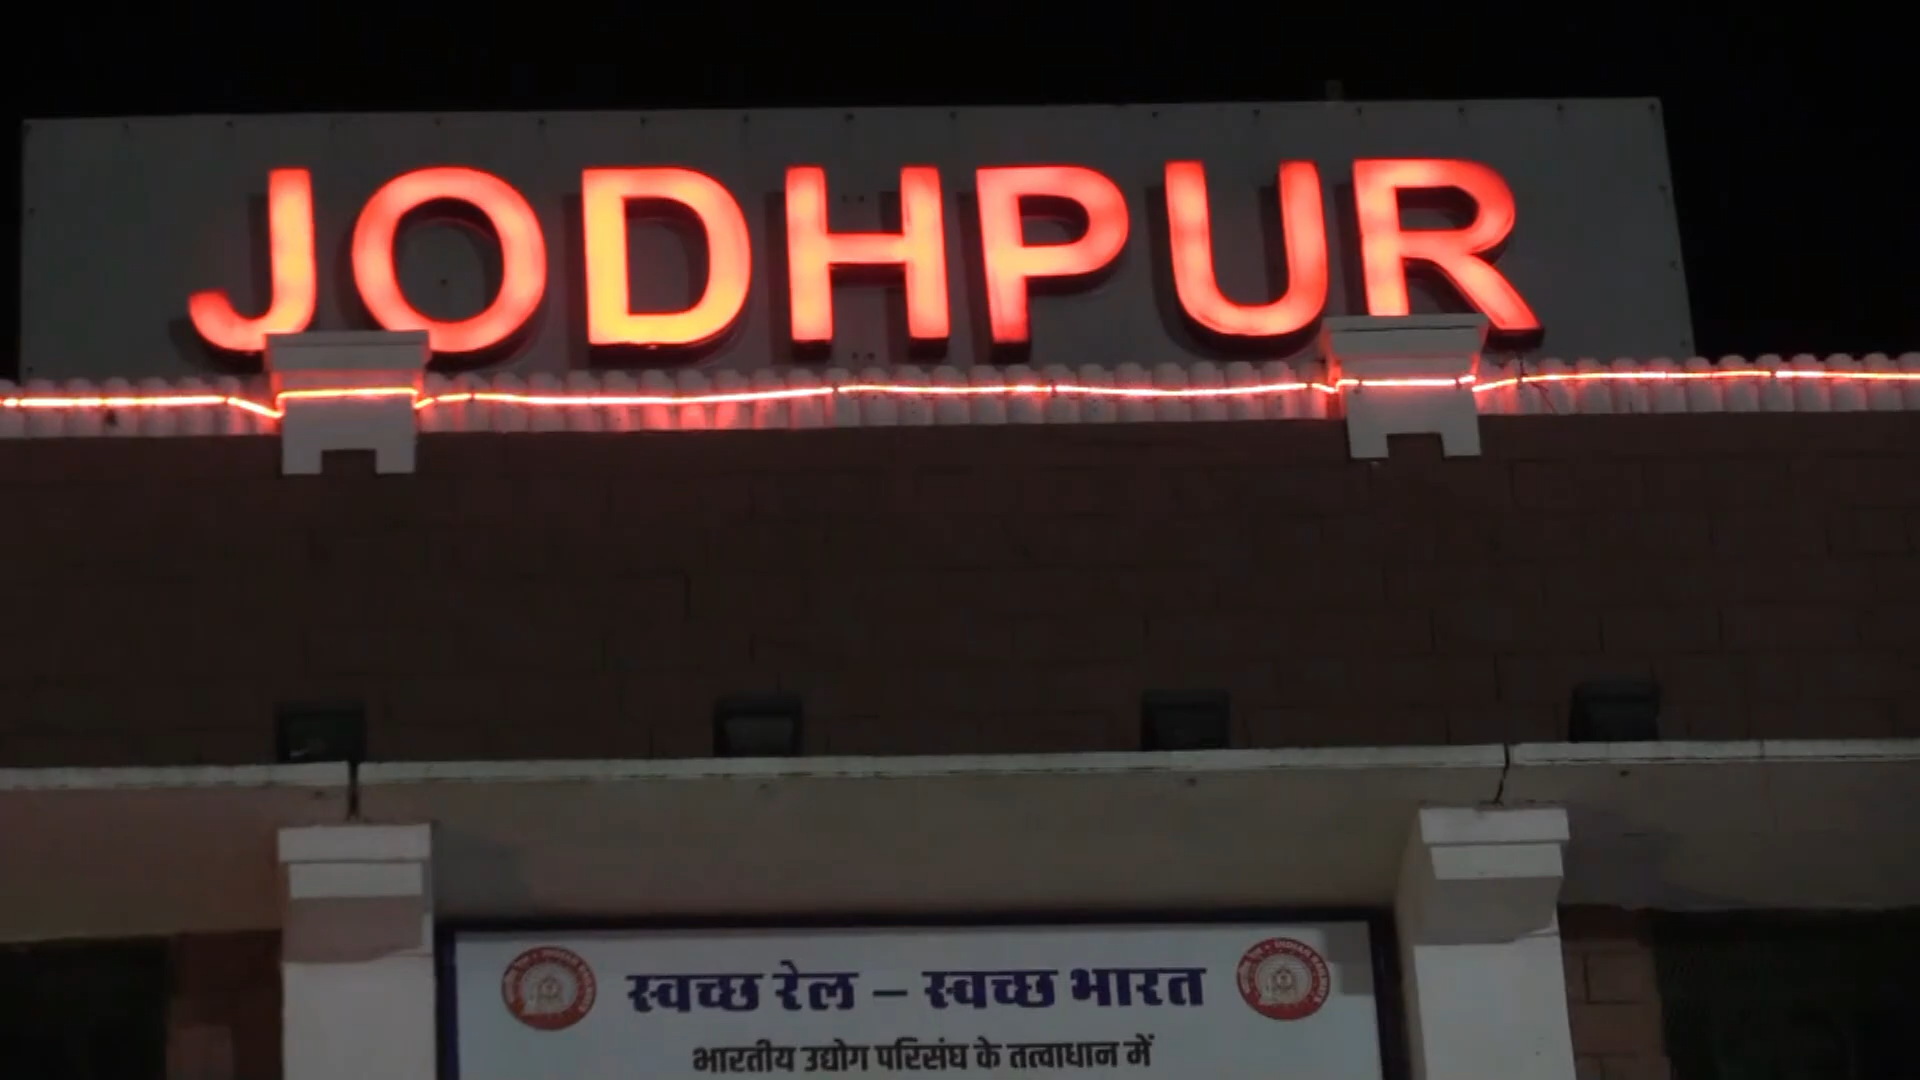 JODHPUR
स्वच्छ रेल – स्वच्छ भारत
भारतीय उद्योग परिसंघ के तत्वाधान में